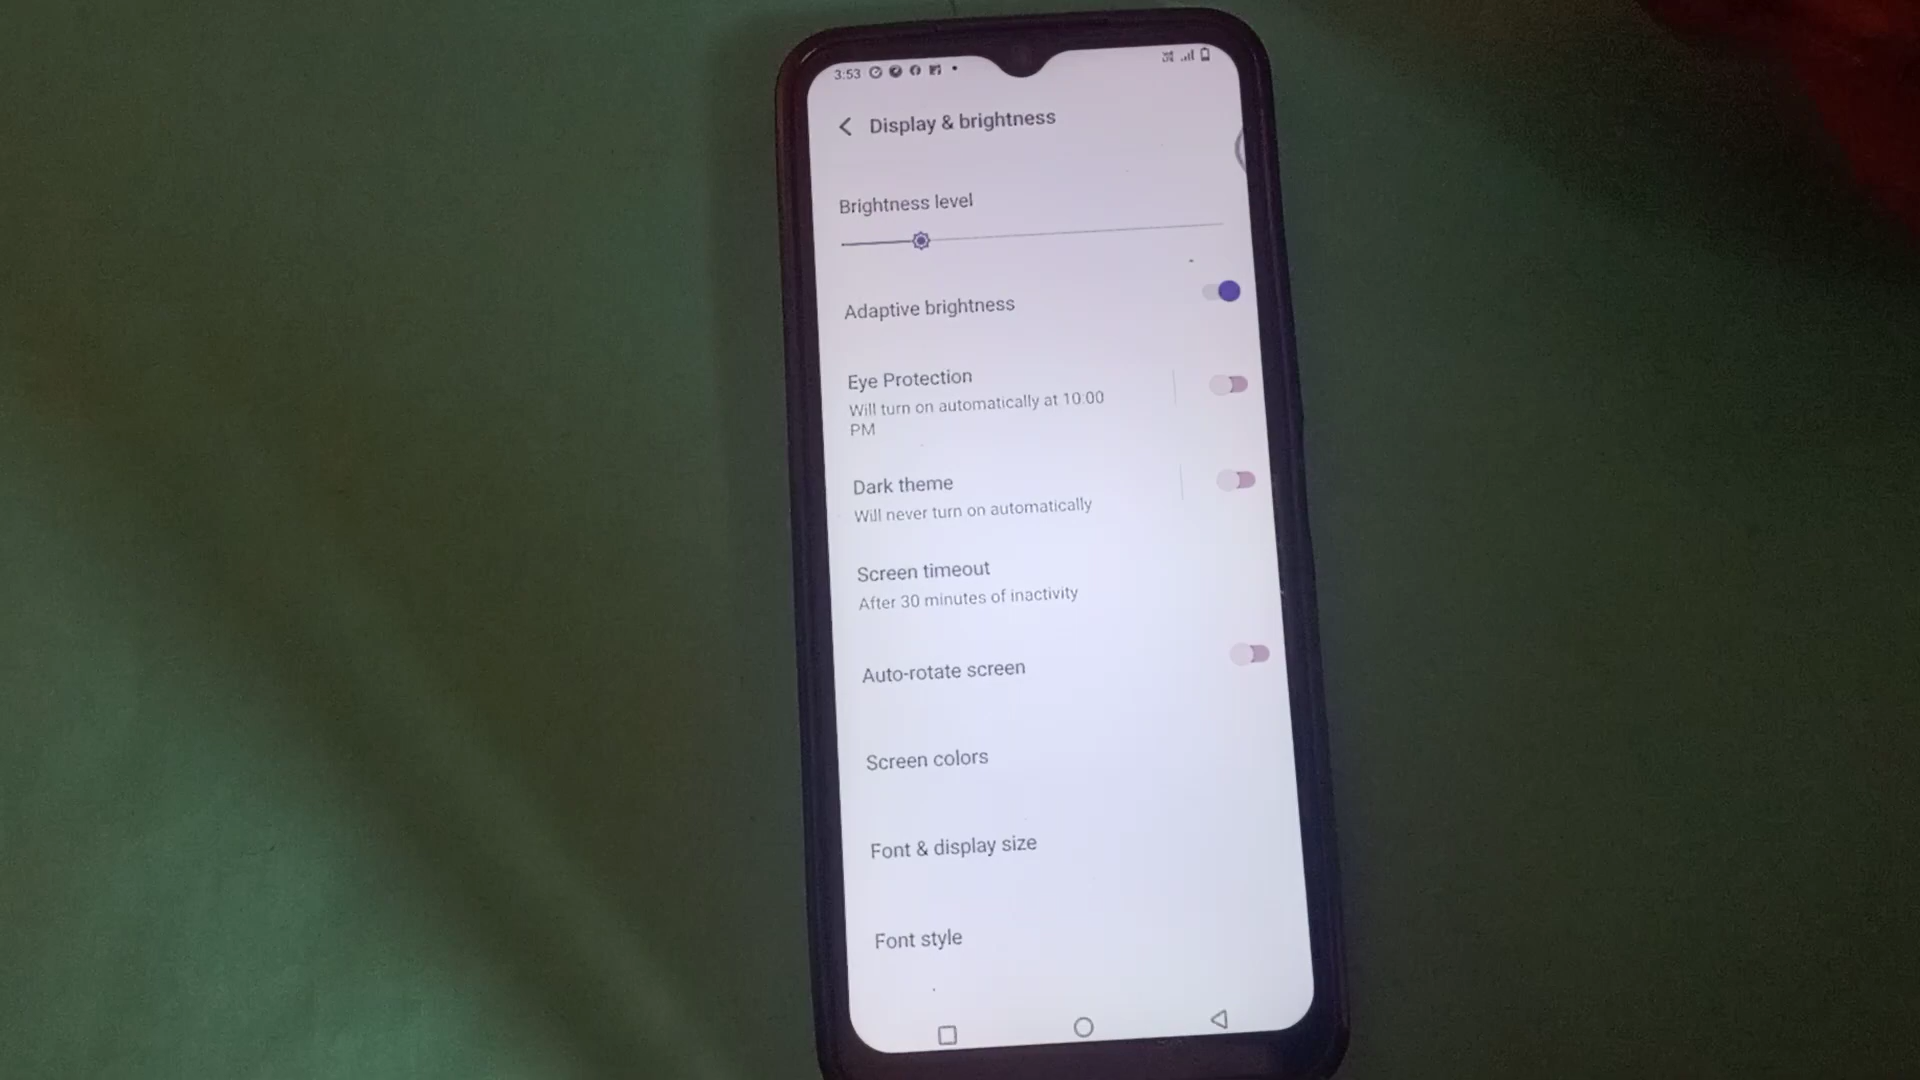 3:53
Display & brightness
Brightness level
Adaptive brightness
Eye Protection
Will turn on automatically at 10:00
PM
Dark theme
Will never turn on automatically
Screen timeout
After 30 minutes of inactivity
Auto-rotate screen
Screen colors
Font & display size
Font style